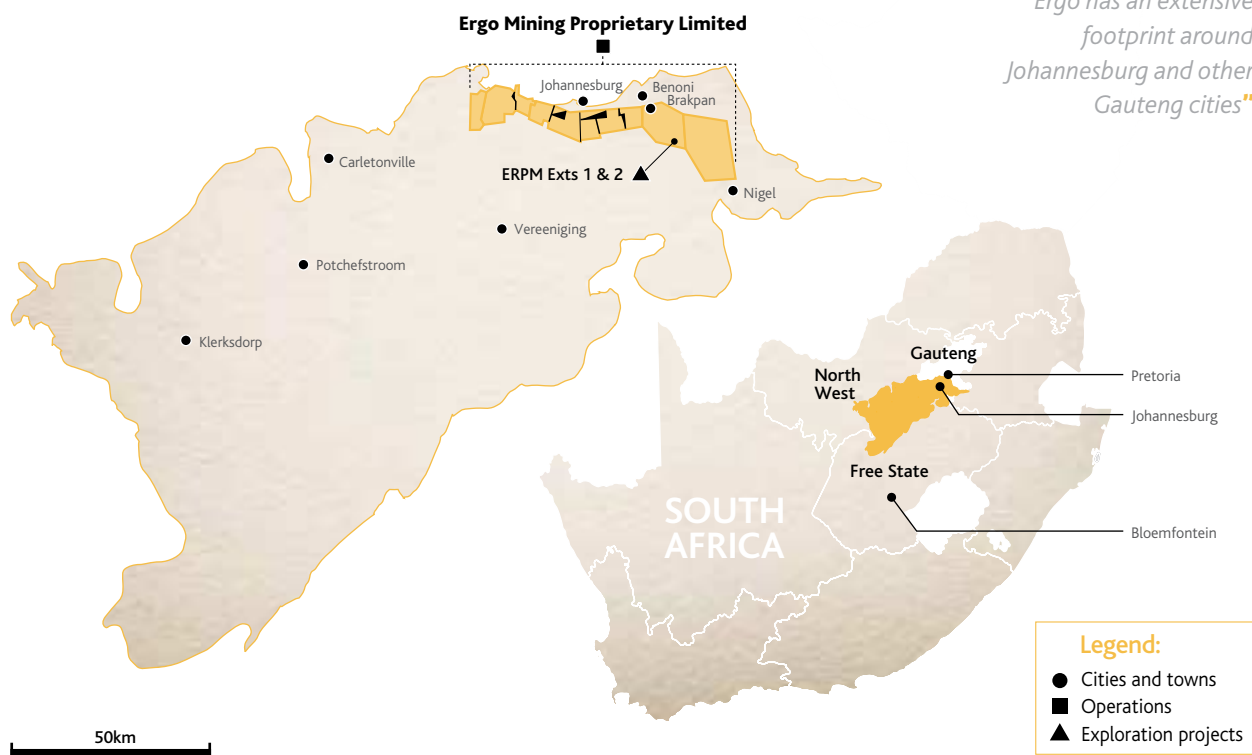 Ergo has an extensive
footprint around
Johannesburg and other
Gauteng cities"
Ergo Mining Proprietary Limited
Johannesburg
Benoni
Brakpan
Carletonville
ERPM Exts 1 & 2
Nigel
Vereeniging
Potchefstroom
Klerksdorp
Gauteng
North
West
Pretoria
Johannesburg
Free State
SOUTH
AFRICA
Bloemfontein
Legend:
Cities and towns
Operations
Exploration projects
50km